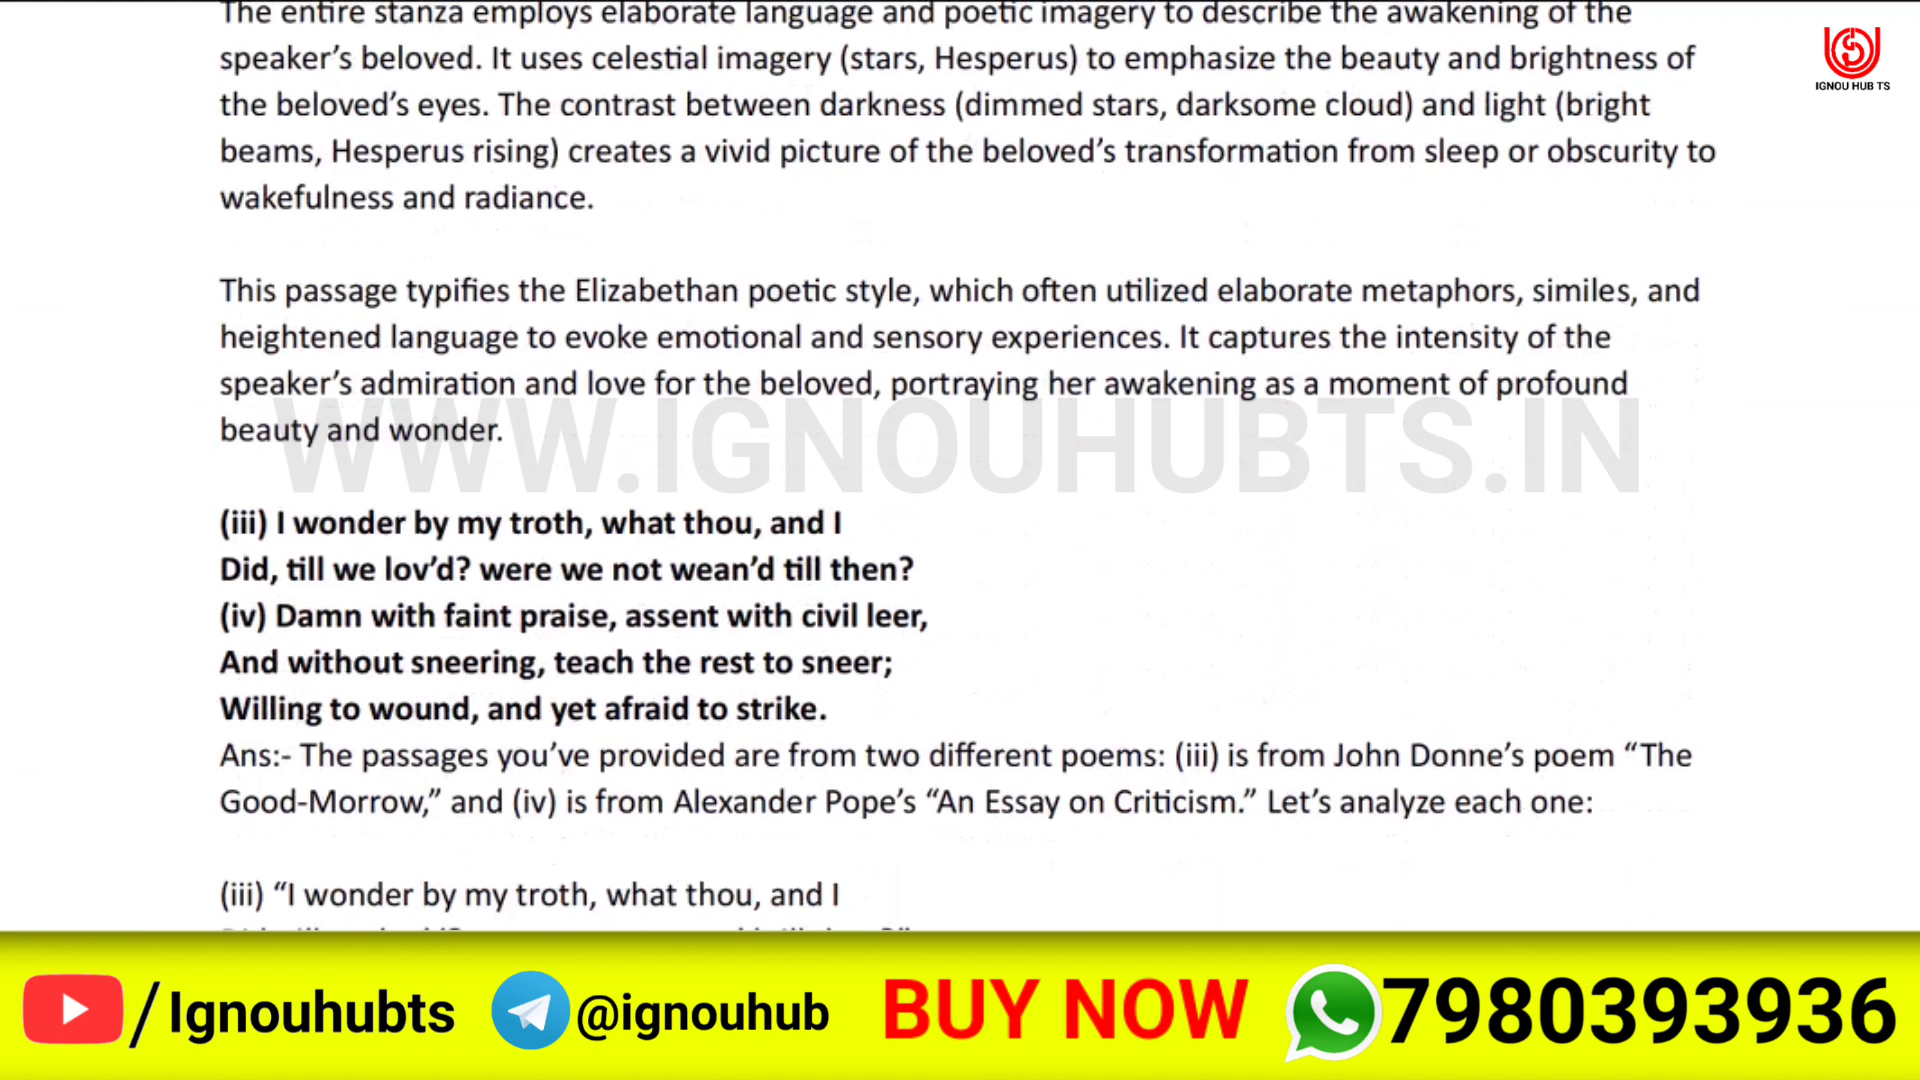 The entire stanza employs elaborate language and poetic imagery to describe the awakening of the
speaker’s beloved. It uses celestial imagery (stars, Hesperus) to emphasize the beauty and brightness of
the beloved’s eyes. The contrast between darkness (dimmed stars, darksome cloud) and light (bright
beams, Hesperus rising) creates a vivid picture of the beloved’s transformation from sleep or obscurity to
wakefulness and radiance.
IGNOU HUB TS
This passage typifies the Elizabethan poetic style, which often utilized elaborate metaphors, similes, and
heightened language to evoke emotional and sensory experiences. It captures the intensity of the
speaker’s admiration and love for the beloved, portraying her awakening as a moment of profound
beauty and wonder.
WWW.IGNOUHUBTS.IN
(iii) I wonder by my troth, what thou, and I
Did, till we lov’d? were we not wean’d till then?
(iv) Damn with faint praise, assent with civil leer,
And without sneering, teach the rest to sneer;
Willing to wound, and yet afraid to strike.
Ans:- The passages you’ve provided are from two different poems: (iii) is from John Donne’s poem “The
Good-Morrow,” and (iv) is from Alexander Pope’s “An Essay on Criticism.” Let’s analyze each one:
(iii) “I wonder by my troth, what thou, and I
/Ignouhubts @ignouhub BUY NOW 7980393936